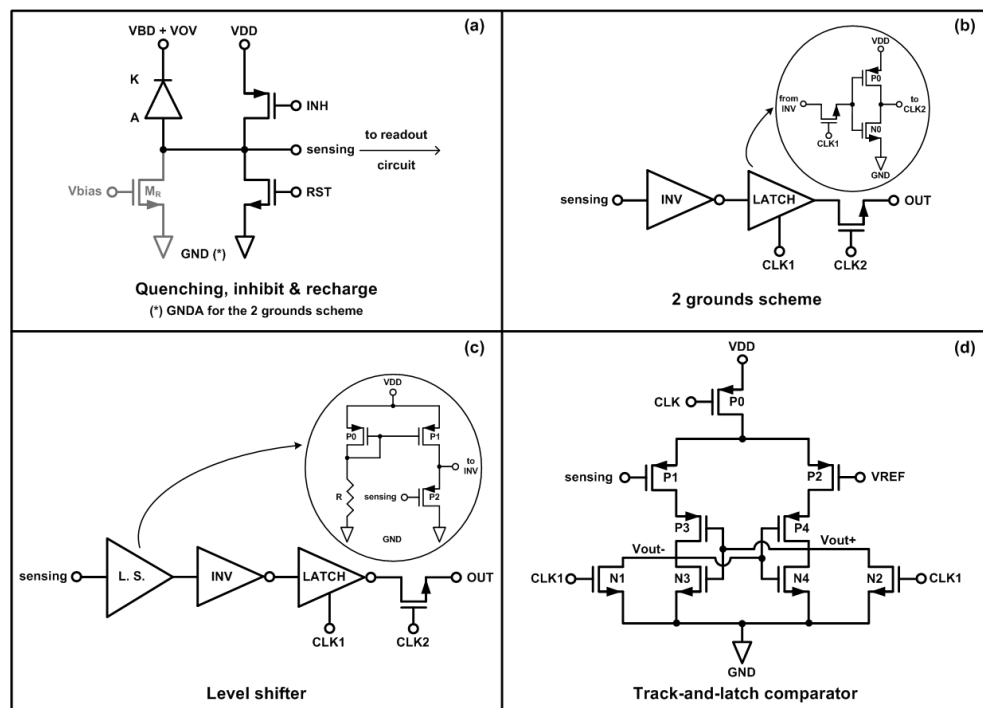 (a)
VBD + VOV
VDD
K
A
INH
to readout
sensing
circuit
Vbias
MR
RST
GND (*)
Quenching, inhibit & recharge
(*) GNDA for the 2 grounds scheme
(b)
VDD
P0
from
INV
to
CLK2
CLK1
N0
GND
sensing
INV
LATCH
OUT
CLK1
CLK2
2 grounds scheme
(c)
VDD
P0
P1
to
INV
R
sensing
P2
GND
sensing
L. S.
INV
LATCH
OUT
CLK1
CLK2
Level shifter
(d)
VDD
CLK
P0
sensing
P1
P2
VREF
P3
P4
Vout-
Vout+
CLK1
N1
N3
N4
N2
CLK1
GND
Track-and-latch comparator